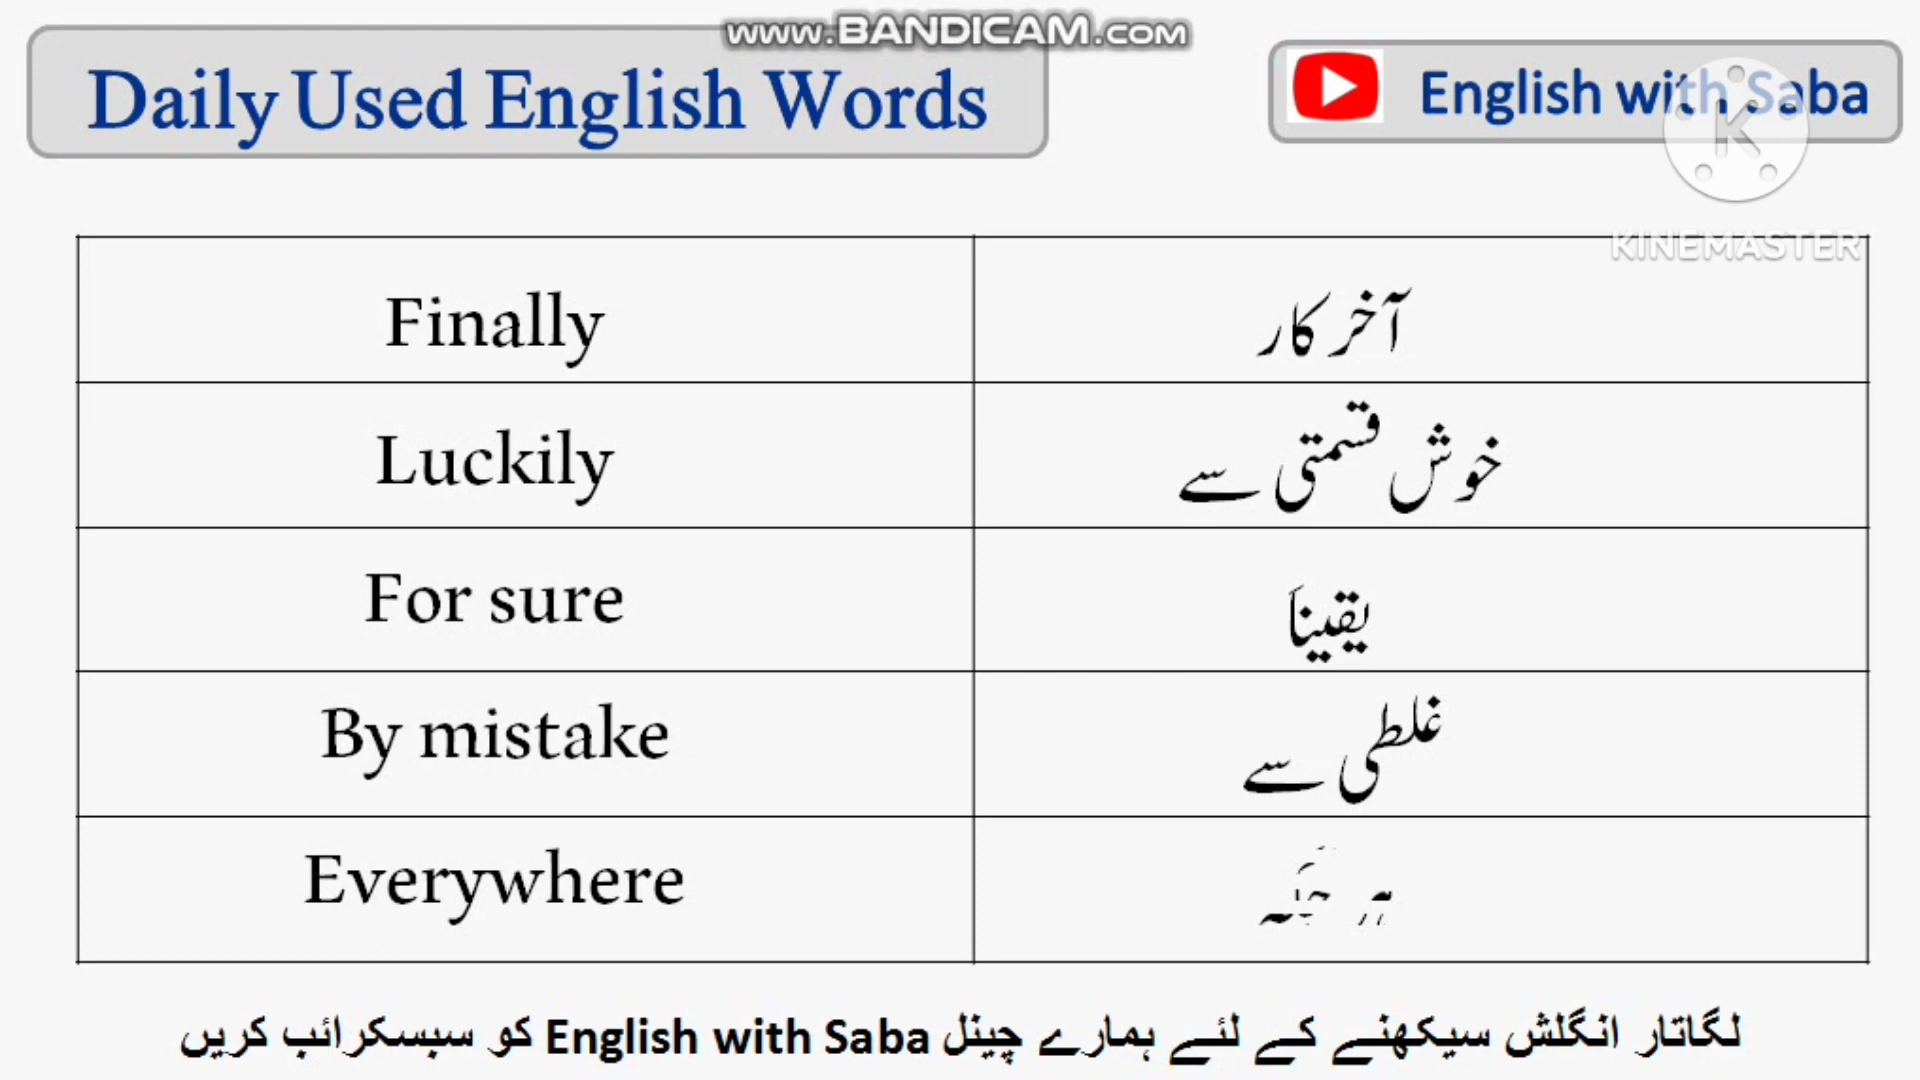 www.BANDICAM.com
Daily Used English Words
English with Saba
KINEMASTER
Finally آخر کار
Luckily خوش قسمتی سے
For sure یقیناَ
By mistake غلطی سے
Everywhere ہر جگہ
لگاتار انگلش سیکھنے کے لئے ہمارے چینل English with Saba کو سبسکرائب کریں